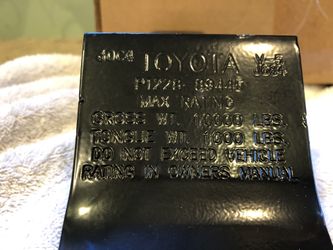 TOYOTA V-5
MAX RATING
GROSS WT. 10000 LBS.
TONGUE WT. 1000 LBS.
DO NOT EXCEED VEHICLE
RATING IN OWNERS MANUAL